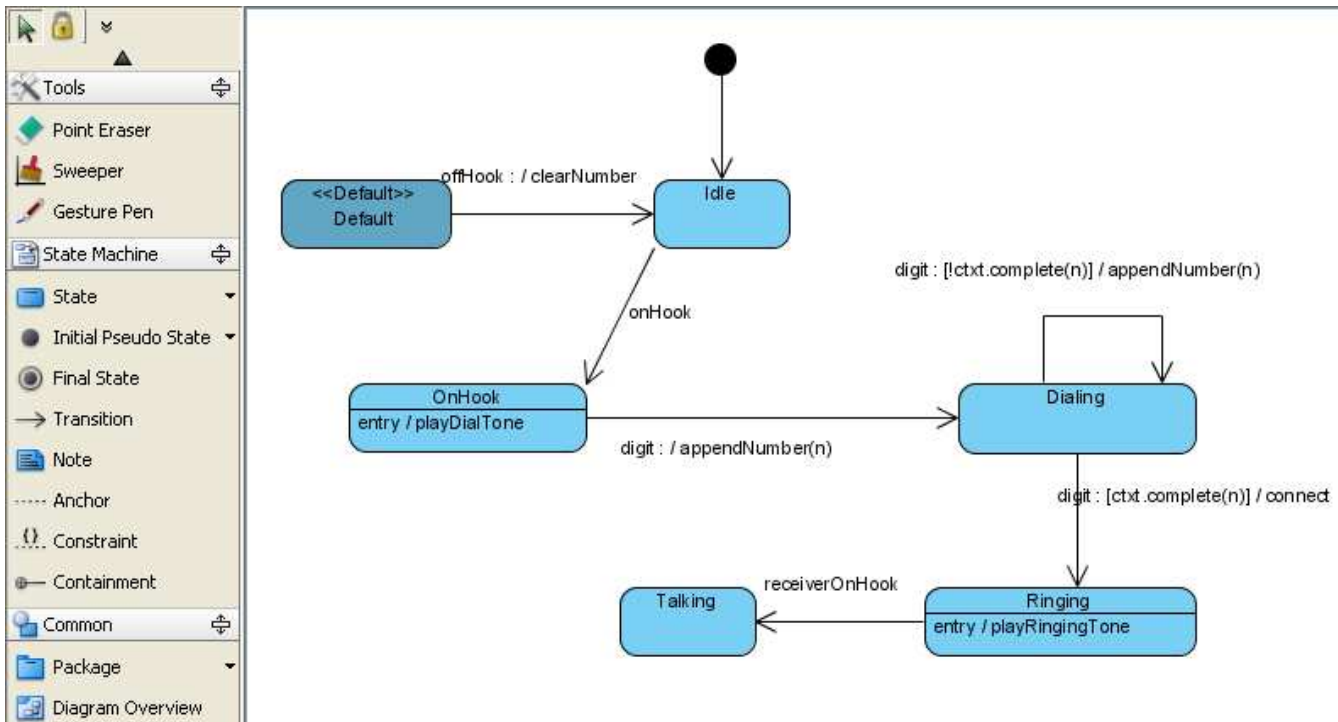 Tools
Point Eraser
Sweeper
Gesture Pen
State Machine
State
Initial Pseudo State
Final State
Transition
Note
Anchor
{}
Constraint
Containment
Common
Package
Diagram Overview
offHook : / clearNumber
<<Default>>
Default
Idle
onHook
digit : [!ctxt.complete(n)] / appendNumber(n)
OnHook
entry / playDialTone
digit : / appendNumber(n)
Dialing
digit : [ctxt.complete(n)] / connect
Talking
receiverOnHook
Ringing
entry / playRingingTone